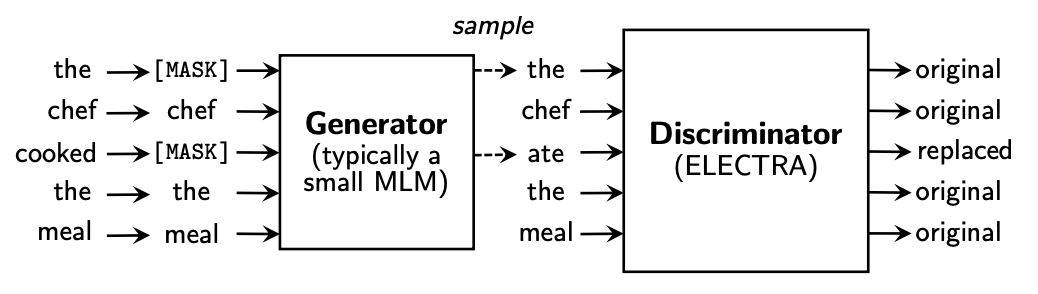 sample
the [MASK] the original
chef chef chef original
cooked [MASK] ate replaced
the the the original
meal meal meal original
Generator
(typically a
small MLM)
Discriminator
(ELECTRA)